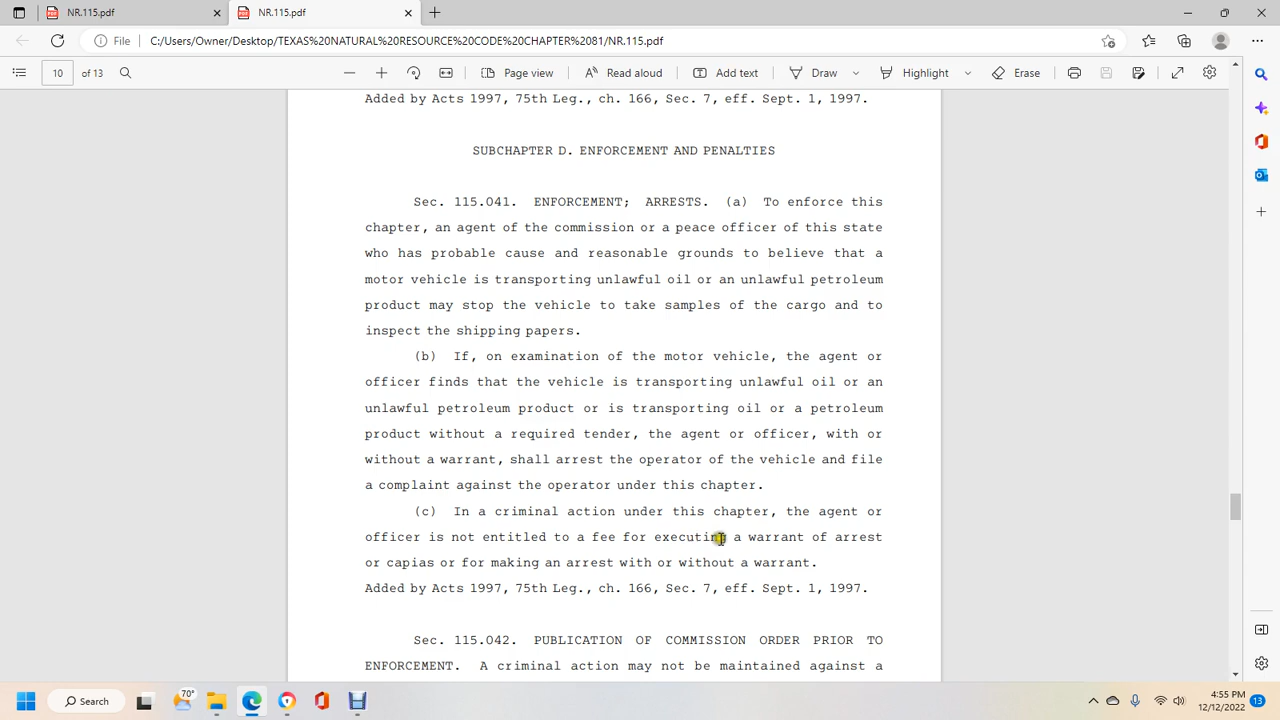 NR.115.pdf
NR.115.pdf
File C:/Users/Owner/Desktop/TEXAS%20NATURAL%20RESOURCE%20CODE%20CHAPTER%2081/NR.115.pdf
10 of 13 Page view Read aloud Add text Draw Highlight Erase
Added by Acts 1997, 75th Leg., ch. 166, Sec. 7, eff. Sept. 1, 1997.
SUBCHAPTER D. ENFORCEMENT AND PENALTIES
Sec. 115.041. ENFORCEMENT; ARRESTS. (a) To enforce this
chapter, an agent of the commission or a peace officer of this state
who has probable cause and reasonable grounds to believe that a
motor vehicle is transporting unlawful oil or an unlawful petroleum
product may stop the vehicle to take samples of the cargo and to
inspect the shipping papers.
(b) If, on examination of the motor vehicle, the agent or
officer finds that the vehicle is transporting unlawful oil or an
unlawful petroleum product or is transporting oil or a petroleum
product without a required tender, the agent or officer, with or
without a warrant, shall arrest the operator of the vehicle and file
a complaint against the operator under this chapter.
(c) In a criminal action under this chapter, the agent or
officer is not entitled to a fee for executing a warrant of arrest
or capias or for making an arrest with or without a warrant.
Added by Acts 1997, 75th Leg., ch. 166, Sec. 7, eff. Sept. 1, 1997.
Sec. 115.042. PUBLICATION OF COMMISSION ORDER PRIOR TO
ENFORCEMENT. A criminal action may not be maintained against a
Search
70°
4:55 PM
12/12/2022
13